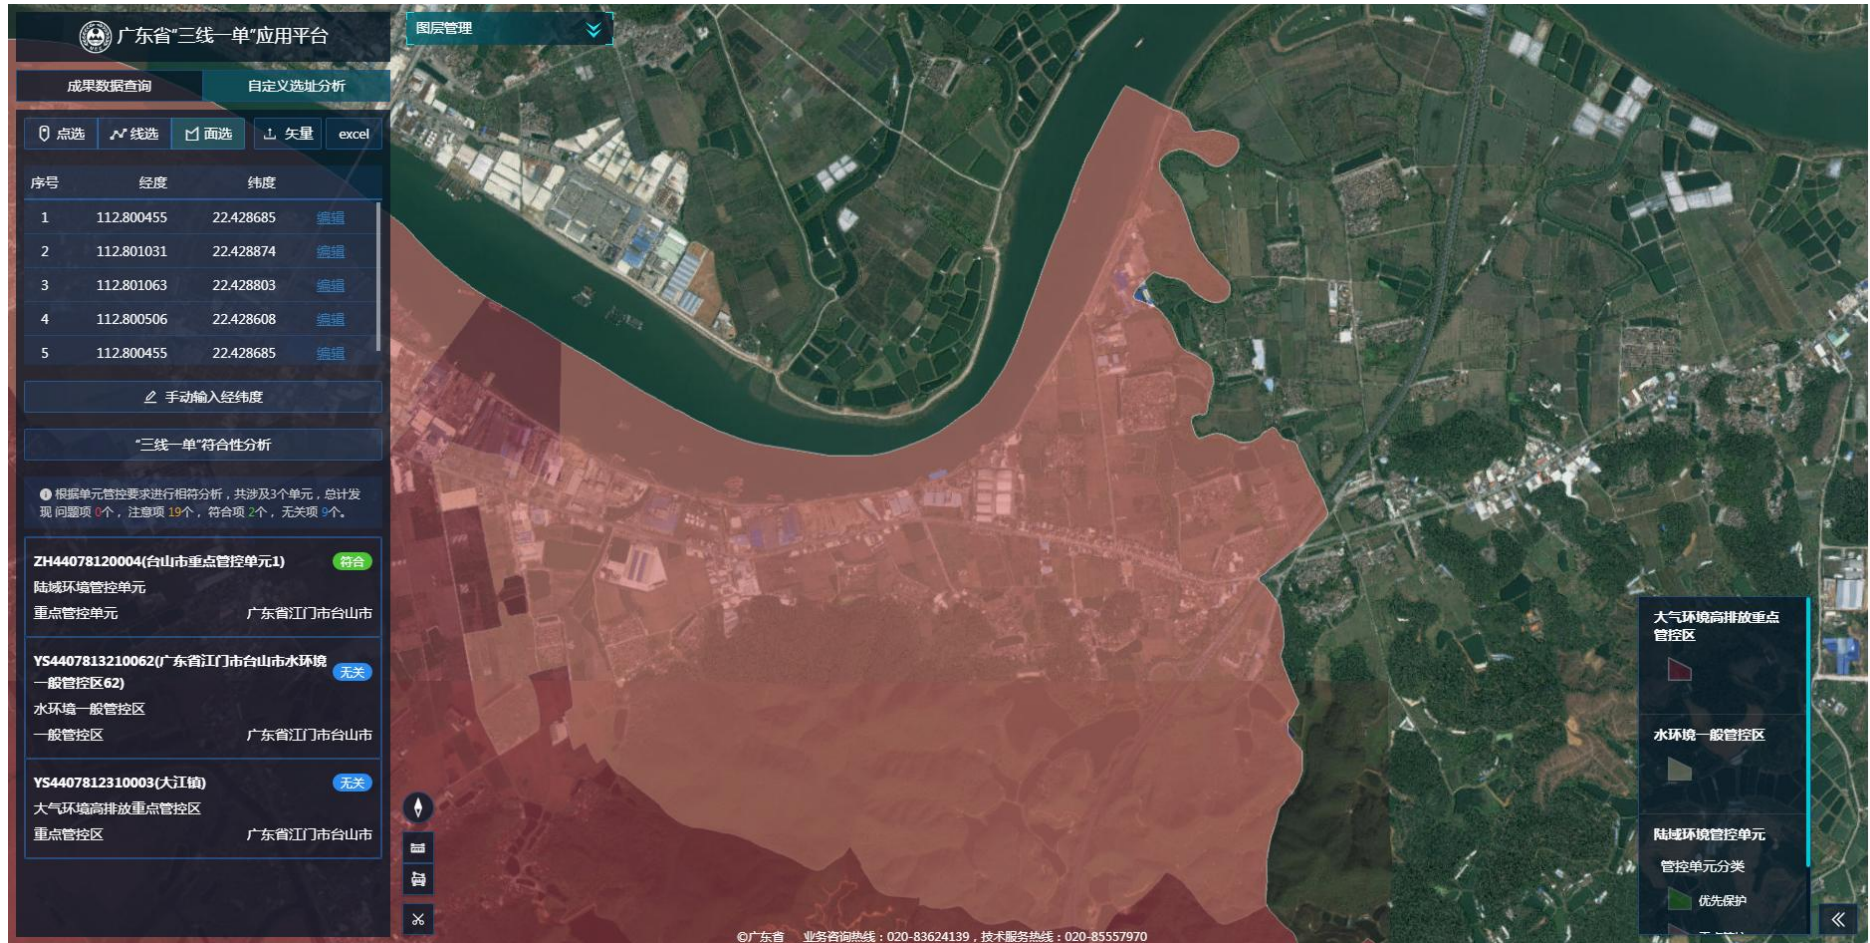 广东省“三线一单”应用平台
成果数据查询 自定义选址分析
点选 线选 面选 矢量 excel
序号 经度 纬度
1 112.800455 22.428685 编辑
2 112.801031 22.428874 编辑
3 112.801063 22.428803 编辑
4 112.800506 22.428608 编辑
5 112.800455 22.428685 编辑
手动输入经纬度
“三线一单”符合性分析
根据单元管控要求进行相符分析，共涉及3个单元，总计发
现 问题项 0个， 注意项 19个， 符合项 2个， 无关项 9个。
ZH44078120004(台山市重点管控单元1) 符合
陆域环境管控单元
重点管控单元 广东省江门市台山市
YS4407813210062(广东省江门市台山市水环境
一般管控区62) 无关
水环境一般管控区
一般管控区 广东省江门市台山市
YS4407812310003(大江镇) 无关
大气环境高排放重点管控区
重点管控区 广东省江门市台山市
图层管理
大气环境高排放重点
管控区
水环境一般管控区
陆域环境管控单元
管控单元分类
优先保护
©广东省 业务咨询热线：020-83624139，技术服务热线：020-85557970